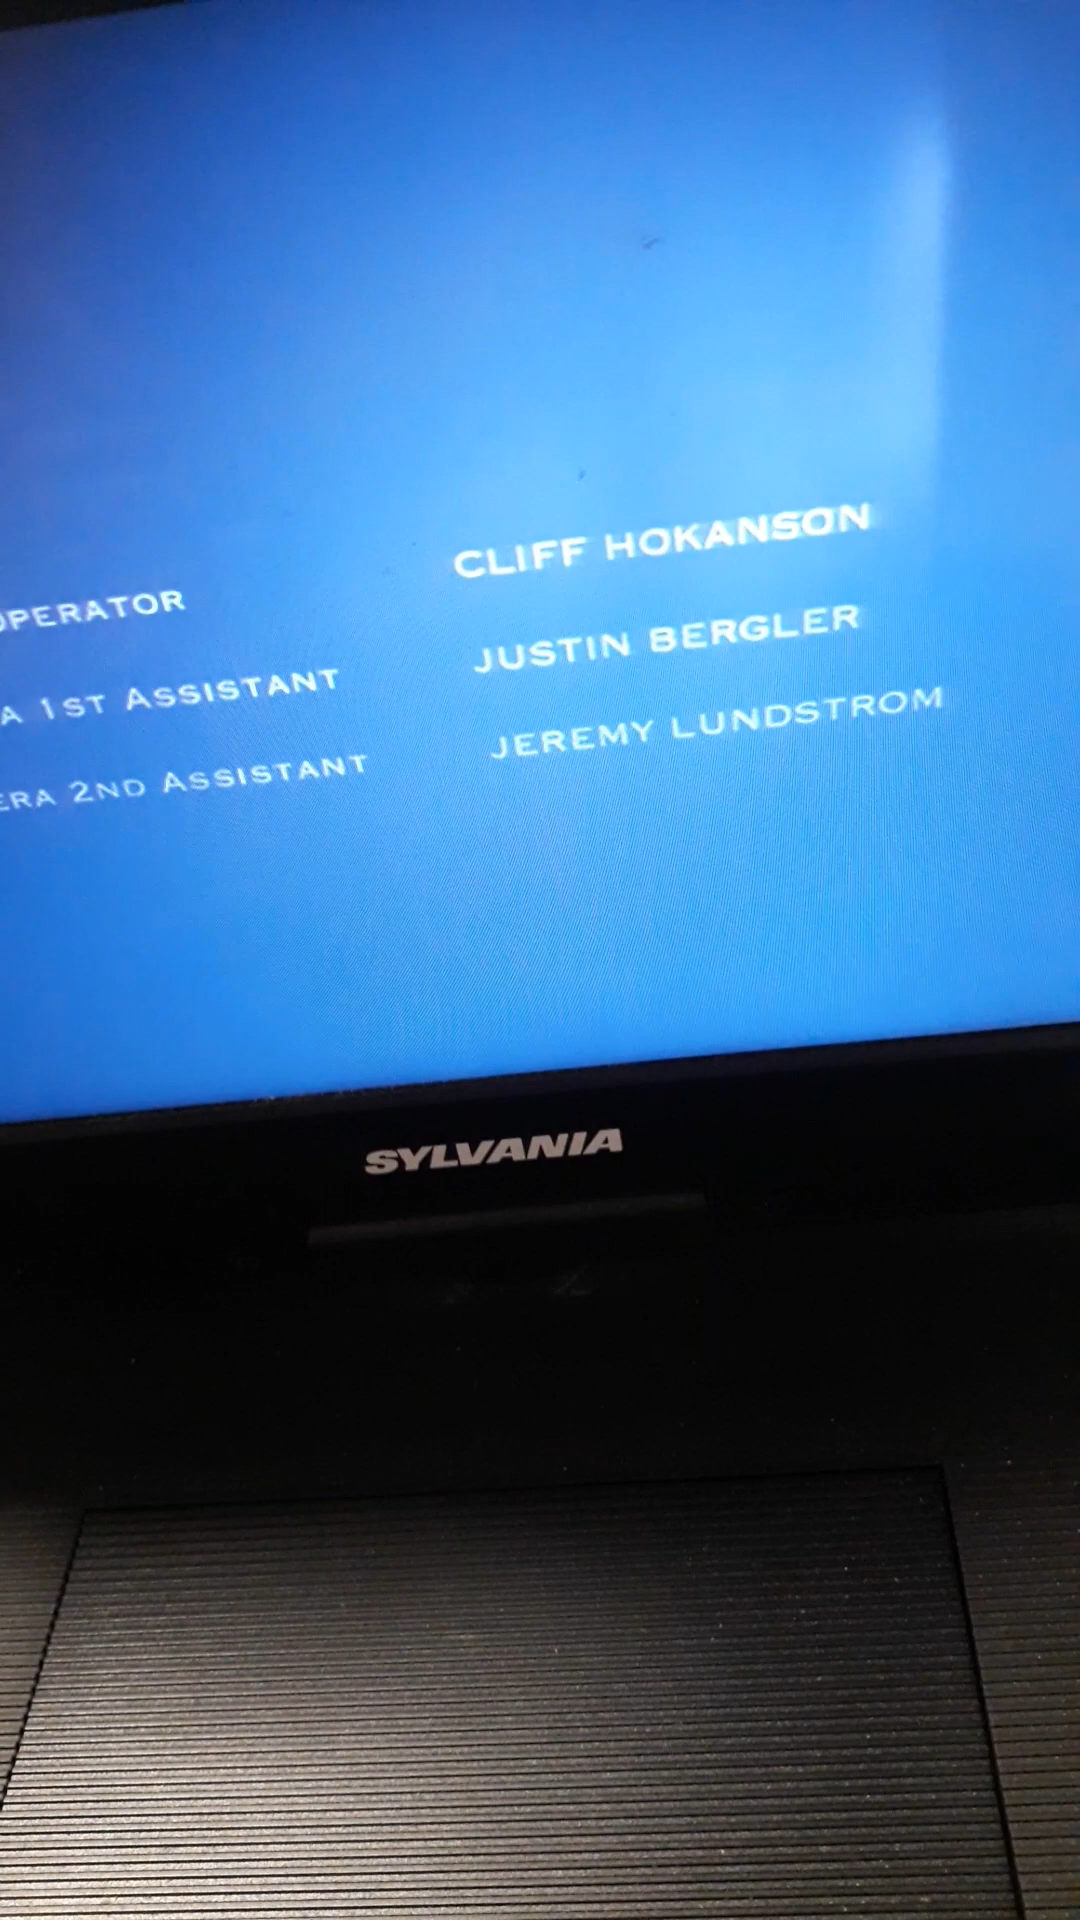 OPERATOR CLIFF HOKANSON
A 1ST ASSISTANT JUSTIN BERGLER
ERA 2ND ASSISTANT JEREMY LUNDSTROM
SYLVANIA